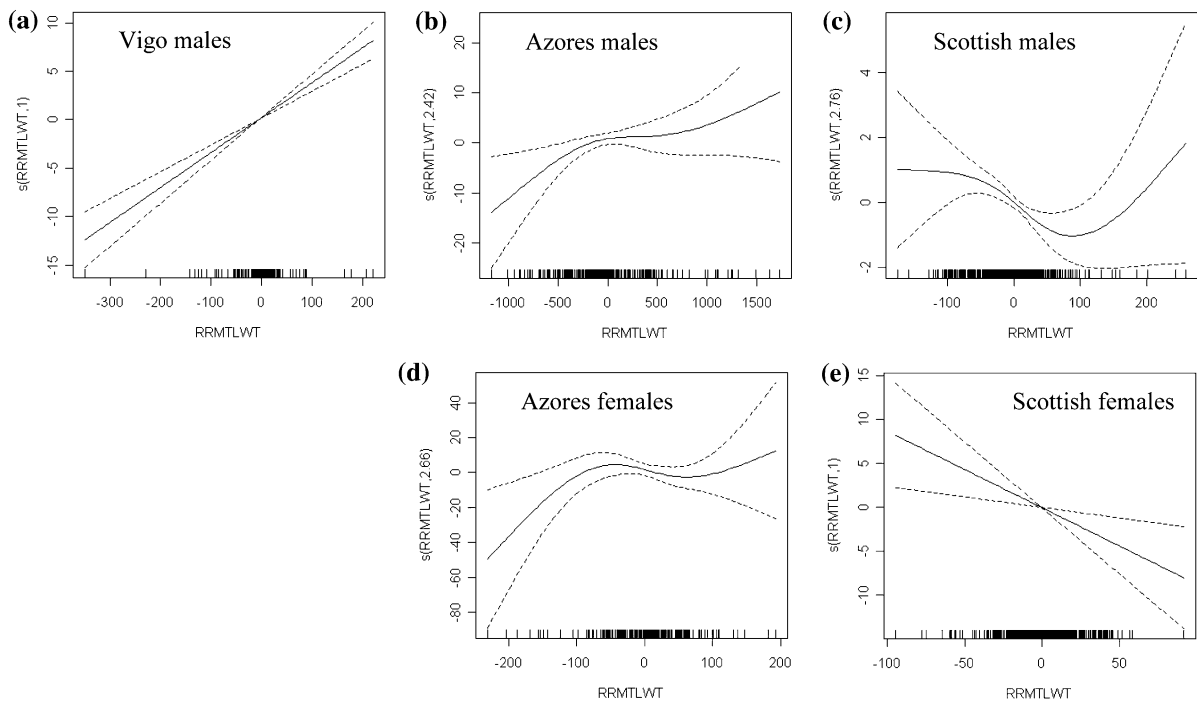 (a)
Vigo males
s(RRMTLWT,1)
10
5
0
-5
-10
-15
-300 -200 -100 0 100 200
RRMTLWT
(b)
Azores males
s(RRMTLWT,2.42)
20
10
0
-10
-20
-1000 -500 0 500 1000 1500
RRMTLWT
(c)
Scottish males
s(RRMTLWT,2.76)
4
2
0
-2
-100 0 100 200
RRMTLWT
(d)
Azores females
s(RRMTLWT,2.66)
40
20
0
-20
-40
-60
-80
-200 -100 0 100 200
RRMTLWT
(e)
Scottish females
s(RRMTLWT,1)
15
10
5
0
-5
-10
-100 -50 0 50
RRMTLWT